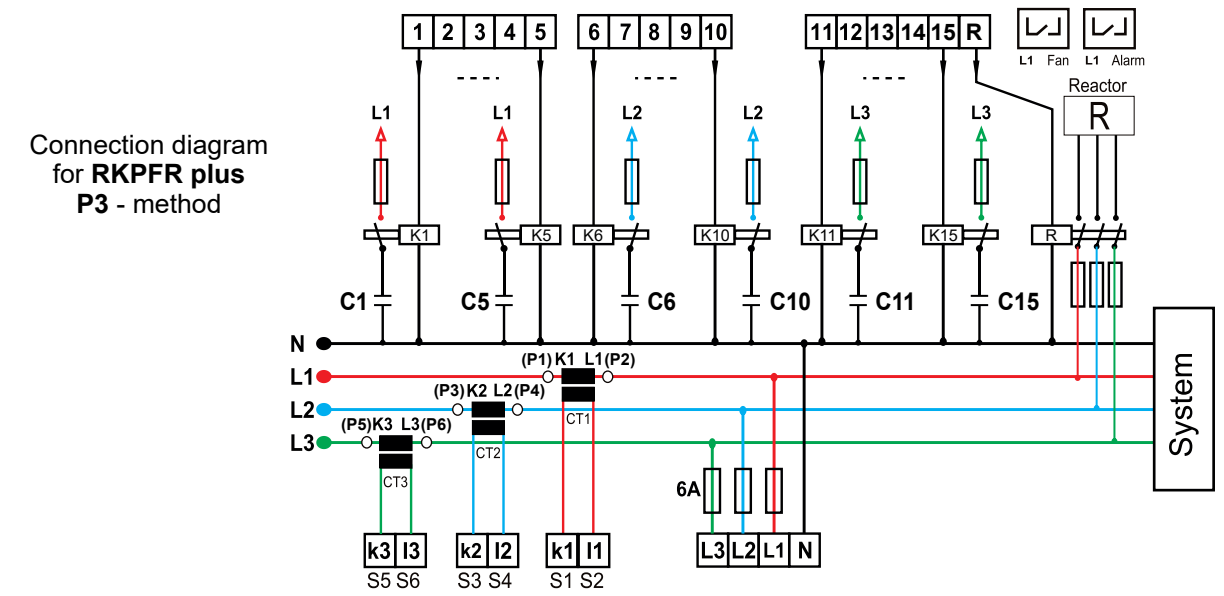 Connection diagram
for RKPFR plus
P3 - method
1 2 3 4 5
6 7 8 9 10
11 12 13 14 15 R
L1 Fan
L1 Alarm
Reactor
R
L1
L1
L2
L2
L3
L3
K1
K5
K6
K10
K11
K15
R
C1
C5
C6
C10
C11
C15
N
L1
L2
L3
(P1) K1 L1(P2)
CT1
(P3) K2 L2 (P4)
CT2
(P5)K3 L3(P6)
CT3
System
6A
k3 l3
S5 S6
k2 l2
S3 S4
k1 l1
S1 S2
L3 L2 L1 N